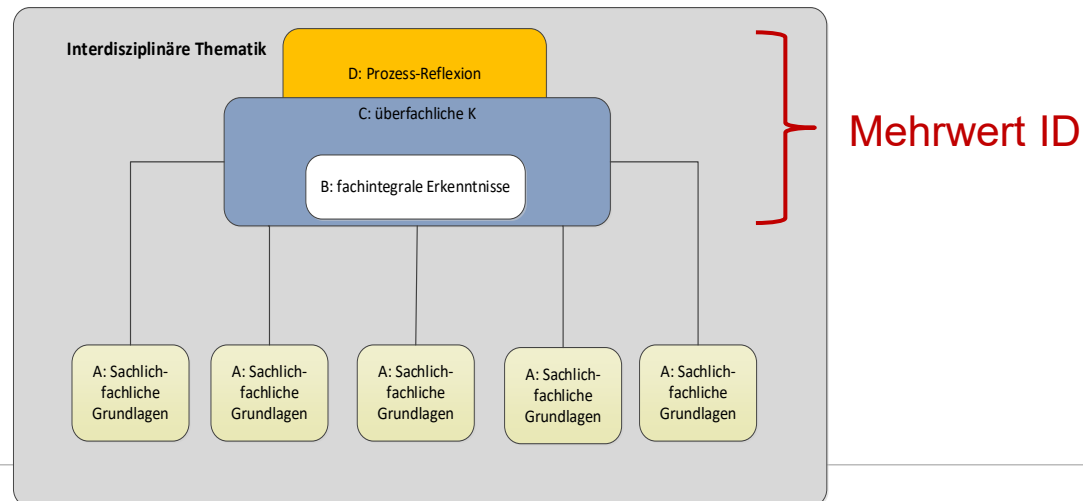 Interdisziplinäre Thematik
D: Prozess-Reflexion
C: überfachliche K
B: fachintegrale Erkenntnisse
Mehrwert ID
A: Sachlich-
fachliche
Grundlagen
A: Sachlich-
fachliche
Grundlagen
A: Sachlich-
fachliche
Grundlagen
A: Sachlich-
fachliche
Grundlagen
A: Sachlich-
fachliche
Grundlagen